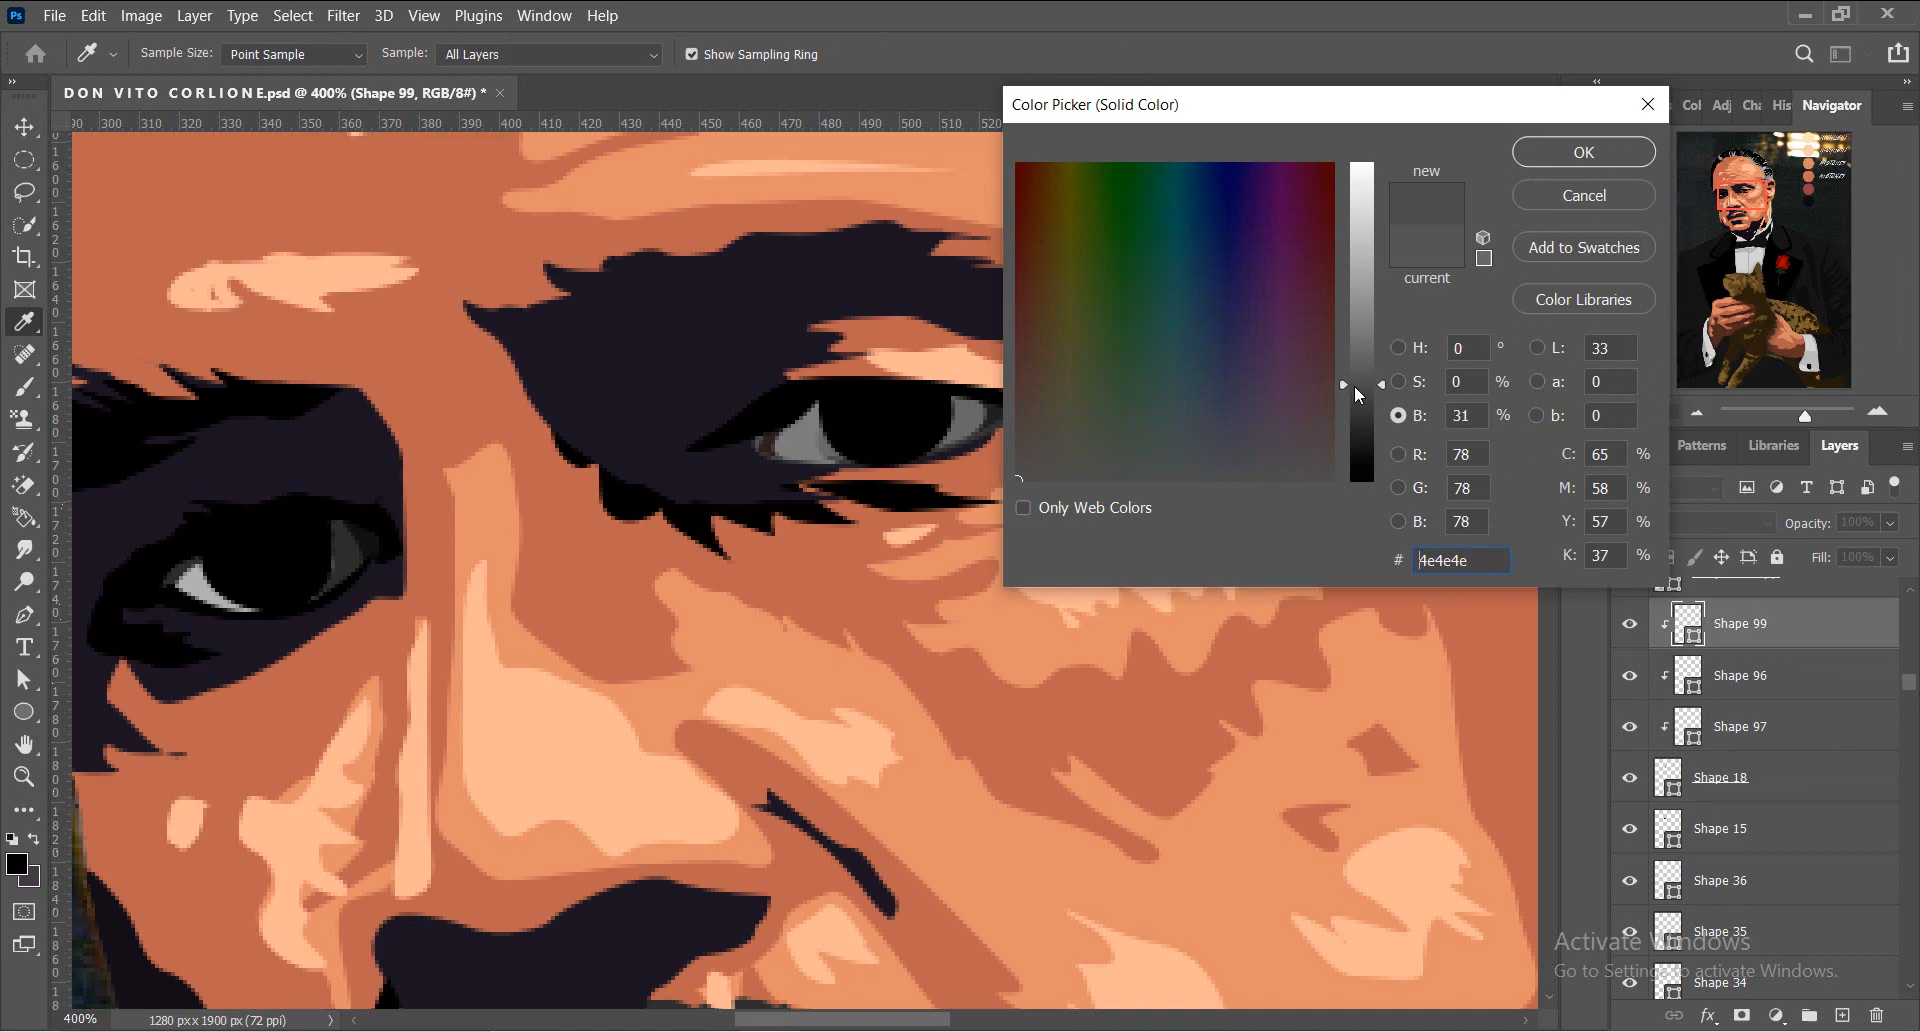 Ps File Edit Image Layer Type Select Filter 3D View Plugins Window Help
Sample Size: Point Sample Sample: All Layers Show Sampling Ring
DON VITO CORLIONE.psd @ 400% (Shape 99, RGB/8#) *
300 310 320 330 340 350 360 370 380 390 400 410 420 430 440 450 460 470 480 490 500 510 520
Color Picker (Solid Color)
Col Adj His Navigator
new
current
OK
Cancel
Add to Swatches
Color Libraries
H: 0 ° L: 33
S: 0 % a: 0
B: 31 % b: 0
R: 78 C: 65 %
G: 78 M: 58 %
B: 78 Y: 57 %
# 4e4e4e K: 37 %
Only Web Colors
Patterns Libraries Layers
Opacity: 100%
Fill: 100%
Shape 99
Shape 96
Shape 97
Shape 18
Shape 15
Shape 36
Shape 35
Shape 34
Activate Windows
Go to Settings to activate Windows.
400% 1280 px x 1900 px (72 ppi)